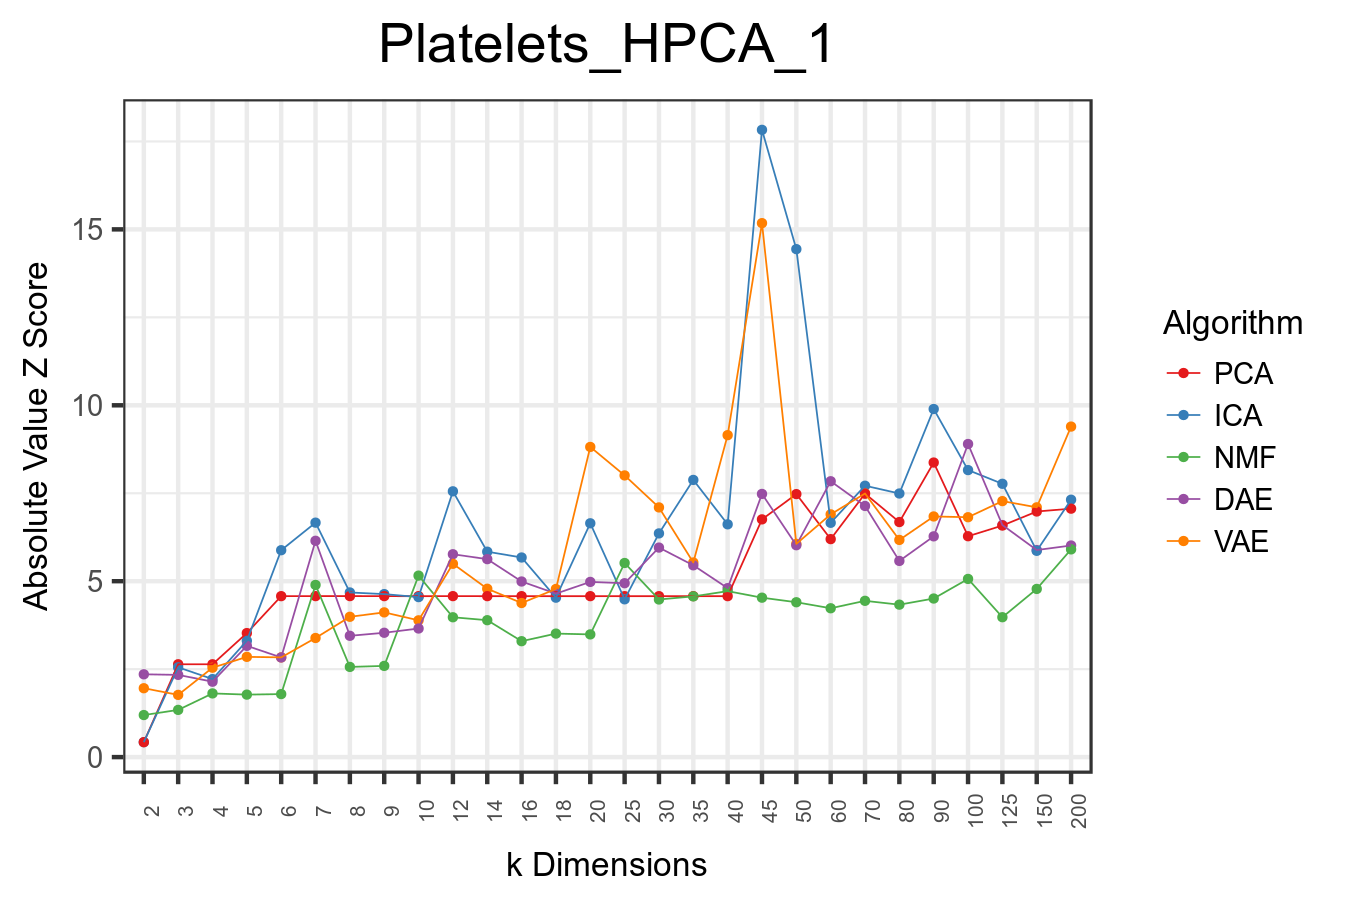 Platelets_HPCA_1
Absolute Value Z Score
15
10
5
0
2 3 4 5 6 7 8 9 10 12 14 16 18 20 25 30 35 40 45 50 60 70 80 90 100 125 150 200
k Dimensions
Algorithm
PCA
ICA
NMF
DAE
VAE